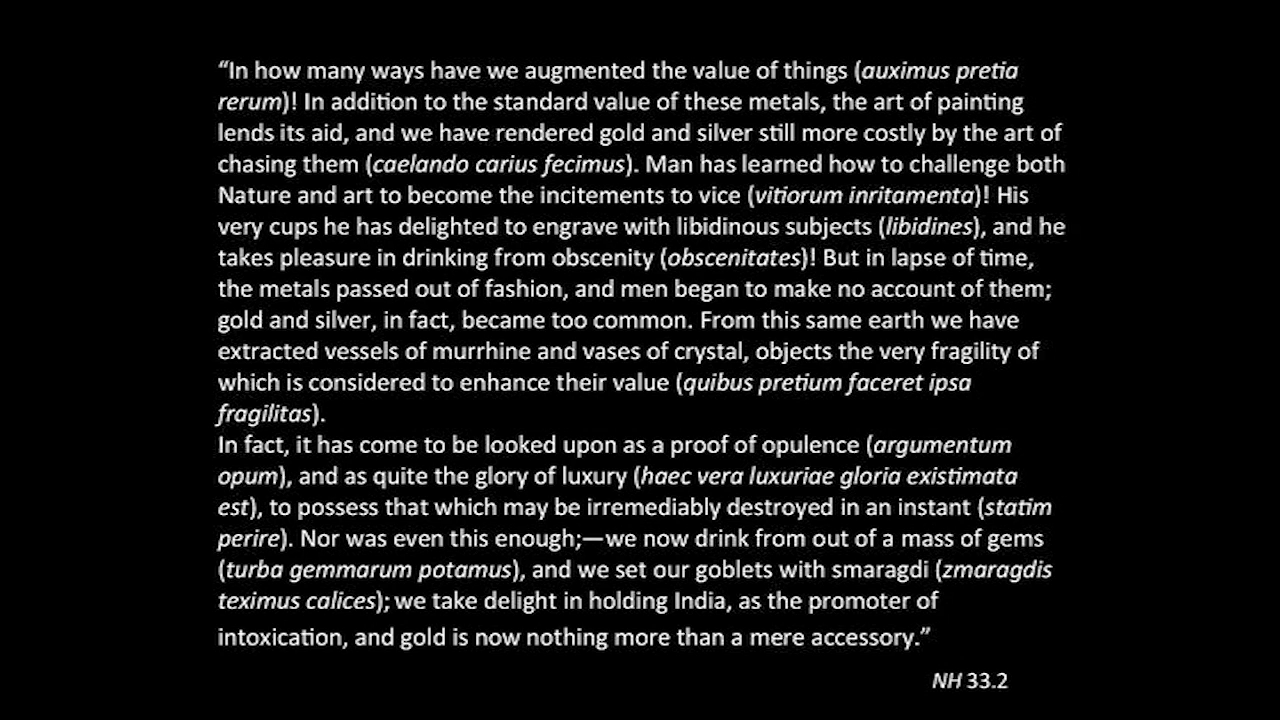 “In how many ways have we augmented the value of things (auximus pretia
rerum)! In addition to the standard value of these metals, the art of painting
lends its aid, and we have rendered gold and silver still more costly by the art of
chasing them (caelando carius fecimus). Man has learned how to challenge both
Nature and art to become the incitements to vice (vitiorum inritamenta)! His
very cups he has delighted to engrave with libidinous subjects (libidines), and he
takes pleasure in drinking from obscenity (obscenitates)! But in lapse of time,
the metals passed out of fashion, and men began to make no account of them;
gold and silver, in fact, became too common. From this same earth we have
extracted vessels of murrhine and vases of crystal, objects the very fragility of
which is considered to enhance their value (quibus pretium faceret ipsa
fragilitas).
In fact, it has come to be looked upon as a proof of opulence (argumentum
opum), and as quite the glory of luxury (haec vera luxuriae gloria existimata
est), to possess that which may be irremediably destroyed in an instant (statim
perire). Nor was even this enough;—we now drink from out of a mass of gems
(turba gemmarum potamus), and we set our goblets with smaragdi (zmaragdis
teximus calices); we take delight in holding India, as the promoter of
intoxication, and gold is now nothing more than a mere accessory.”
NH 33.2